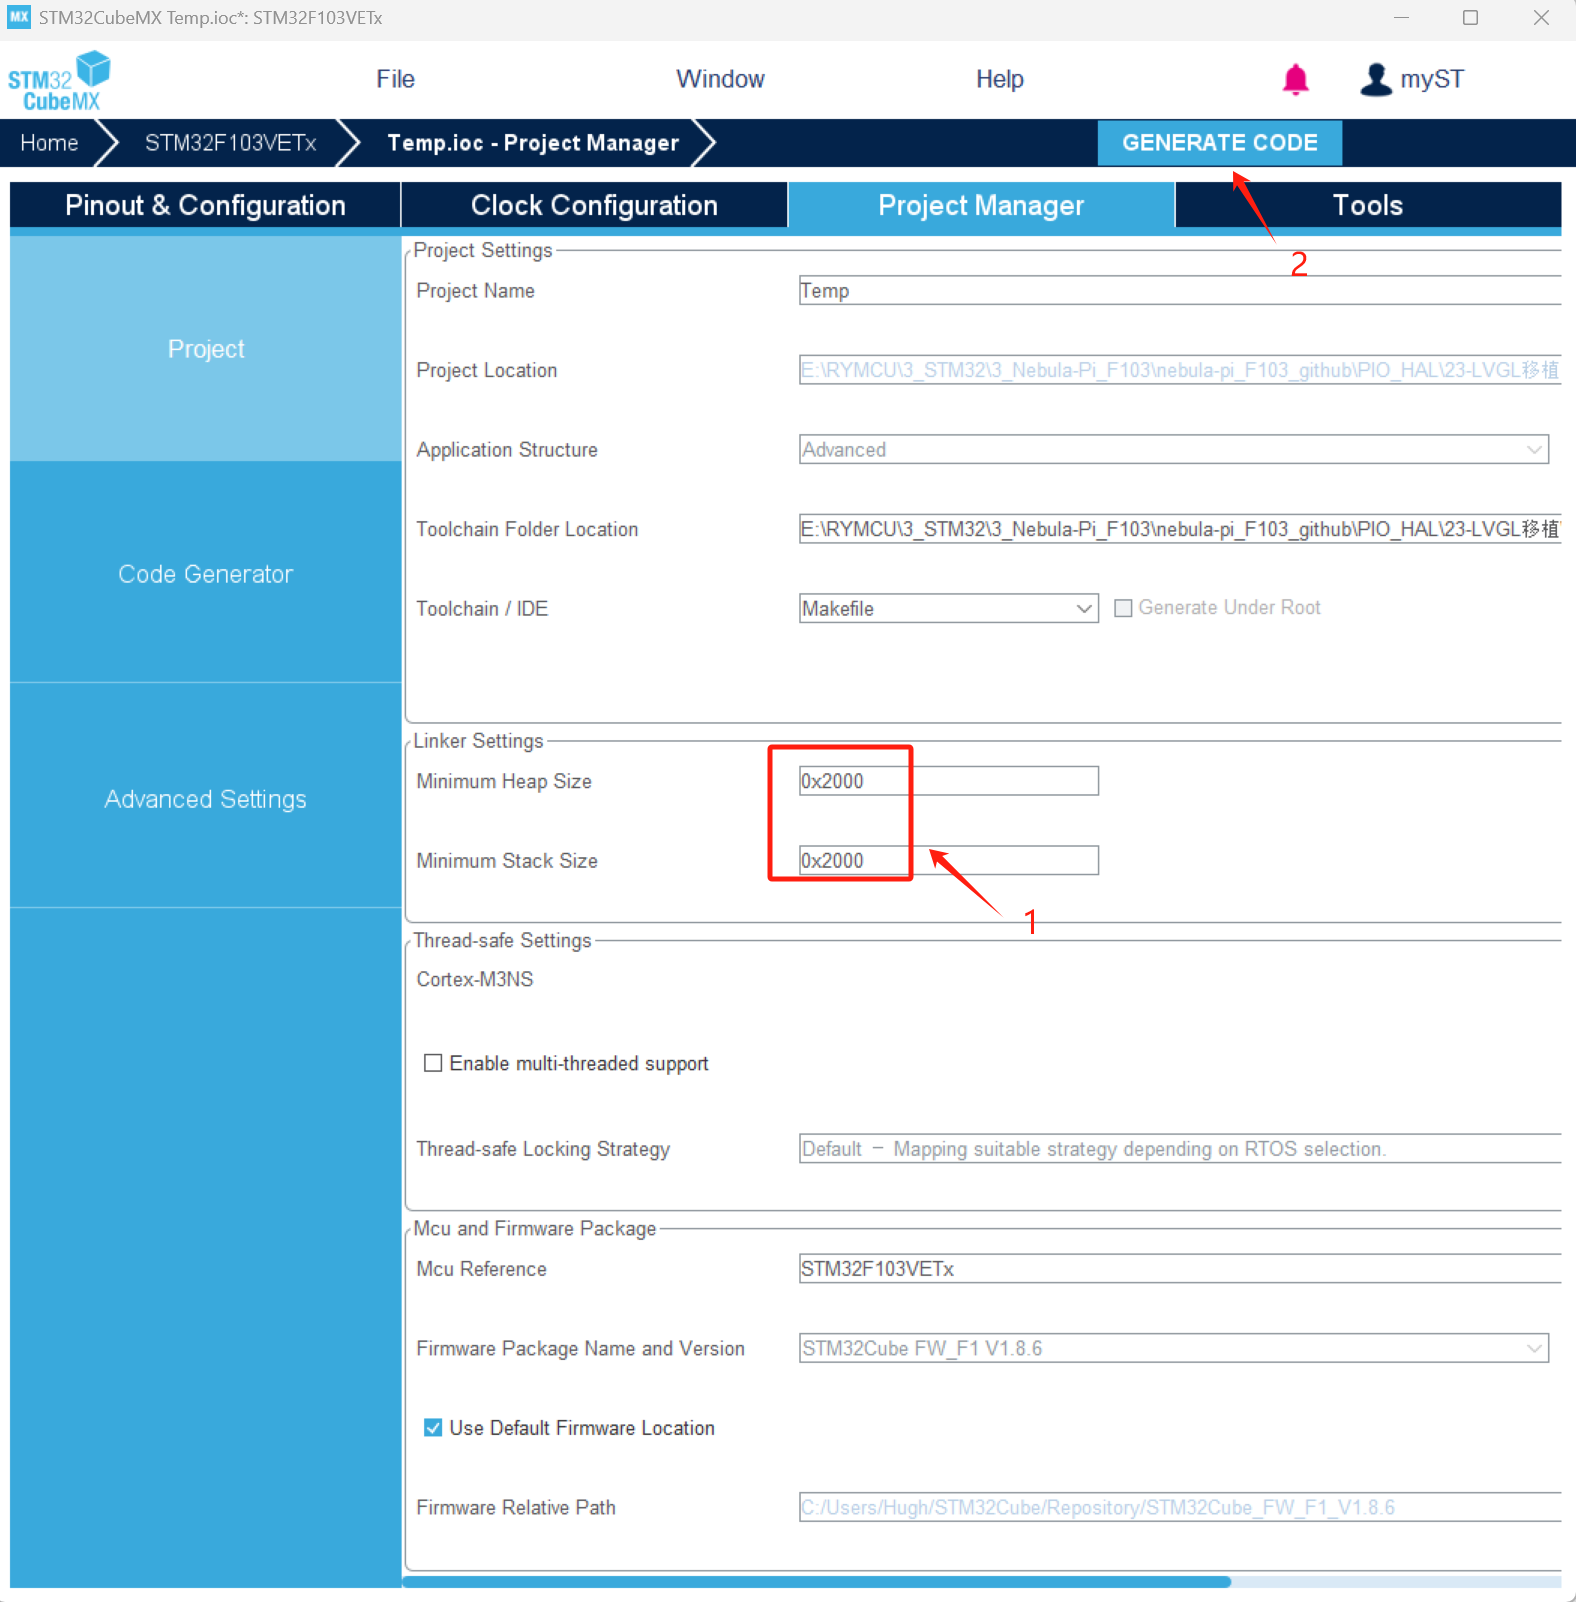 MX STM32CubeMX Temp.ioc*: STM32F103VETx
STM32 CubeMX
File Window Help myST
Home STM32F103VETx Temp.ioc - Project Manager GENERATE CODE
Pinout & Configuration Clock Configuration Project Manager Tools
2
Project
Code Generator
Advanced Settings
Project Settings
Project Name Temp
Project Location E:\RYMCU\3_STM32\3_Nebula-Pi_F103\nebula-pi_F103_github\PIO_HAL\23-LVGL移植
Application Structure Advanced
Toolchain Folder Location E:\RYMCU\3_STM32\3_Nebula-Pi_F103\nebula-pi_F103_github\PIO_HAL\23-LVGL移植
Toolchain / IDE Makefile Generate Under Root
Linker Settings
Minimum Heap Size 0x2000
Minimum Stack Size 0x2000
1
Thread-safe Settings
Cortex-M3NS
Enable multi-threaded support
Thread-safe Locking Strategy Default – Mapping suitable strategy depending on RTOS selection.
Mcu and Firmware Package
Mcu Reference STM32F103VETx
Firmware Package Name and Version STM32Cube FW_F1 V1.8.6
Use Default Firmware Location
Firmware Relative Path C:/Users/Hugh/STM32Cube/Repository/STM32Cube_FW_F1_V1.8.6